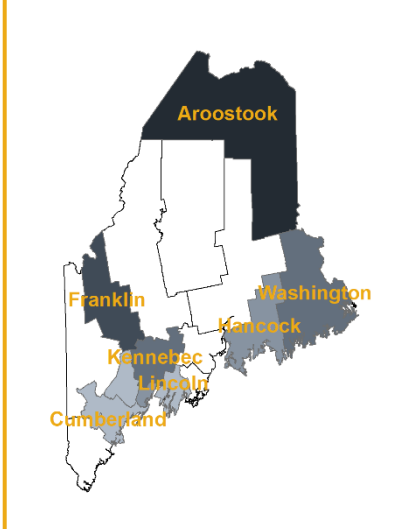 Aroostook
Washington
Franklin
Hancock
Kennebec
Lincoln
Cumberland